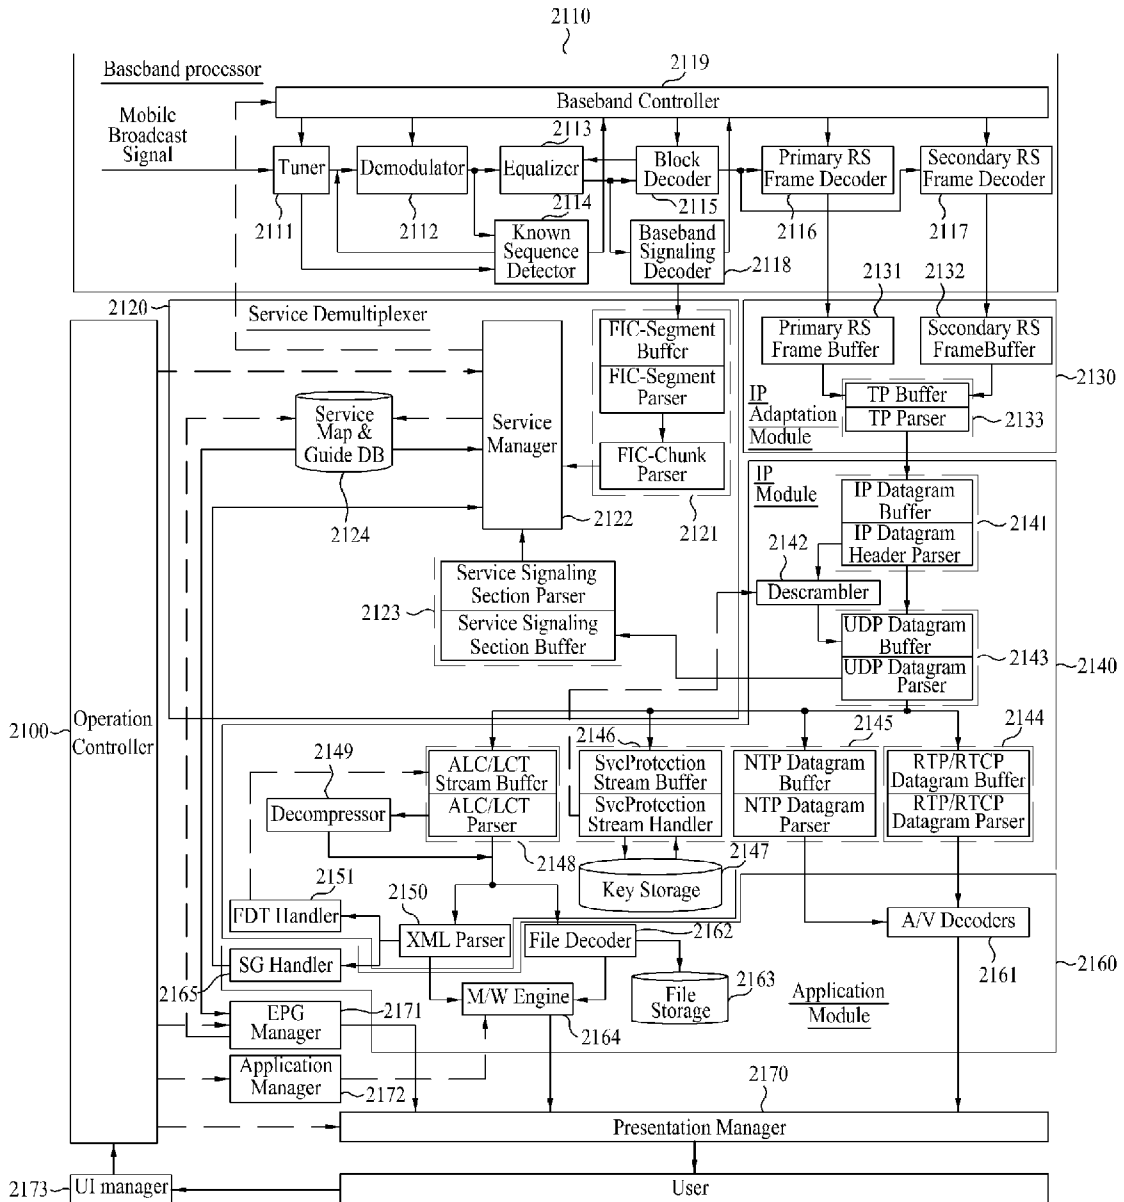 2110
Baseband processor
2119
Baseband Controller
Mobile
Broadcast
Signal
2113
Tuner
Demodulator
Equalizer
Block
Decoder
Primary RS
Frame Decoder
Secondary RS
Frame Decoder
2111
2112
2114
2115
2116
2117
Known
Sequence
Detector
Baseband
Signaling
Decoder
2118
2131
2132
2120
Service Demultiplexer
FIC-Segment
Buffer
FIC-Segment
Parser
Primary RS
Frame Buffer
Secondary RS
FrameBuffer
2130
IP
Adaptation
Module
TP Buffer
TP Parser
2133
Service
Map &
Guide DB
Service
Manager
FIC-Chunk
Parser
2124
2122
2121
IP
Module
IP Datagram
Buffer
IP Datagram
Header Parser
2141
2142
Descrambler
Service Signaling
Section Parser
Service Signaling
Section Buffer
2123
UDP Datagram
Buffer
UDP Datagram
Parser
2143
2140
2100
Operation
Controller
2149
2146
2145
2144
ALC/LCT
Stream Buffer
ALC/LCT
Parser
SvcProtection
Stream Buffer
SvcProtection
Stream Handler
NTP Datagram
Buffer
NTP Datagram
Parser
RTP/RTCP
Datagram Buffer
RTP/RTCP
Datagram Parser
Decompressor
2148
2147
Key Storage
2151
2150
FDT Handler
XML Parser
File Decoder
2162
A/V Decoders
2161
2160
SG Handler
2165
M/W Engine
2164
File
Storage
2163
Application
Module
EPG
Manager
2171
Application
Manager
2172
2170
Presentation Manager
2173
UI manager
User